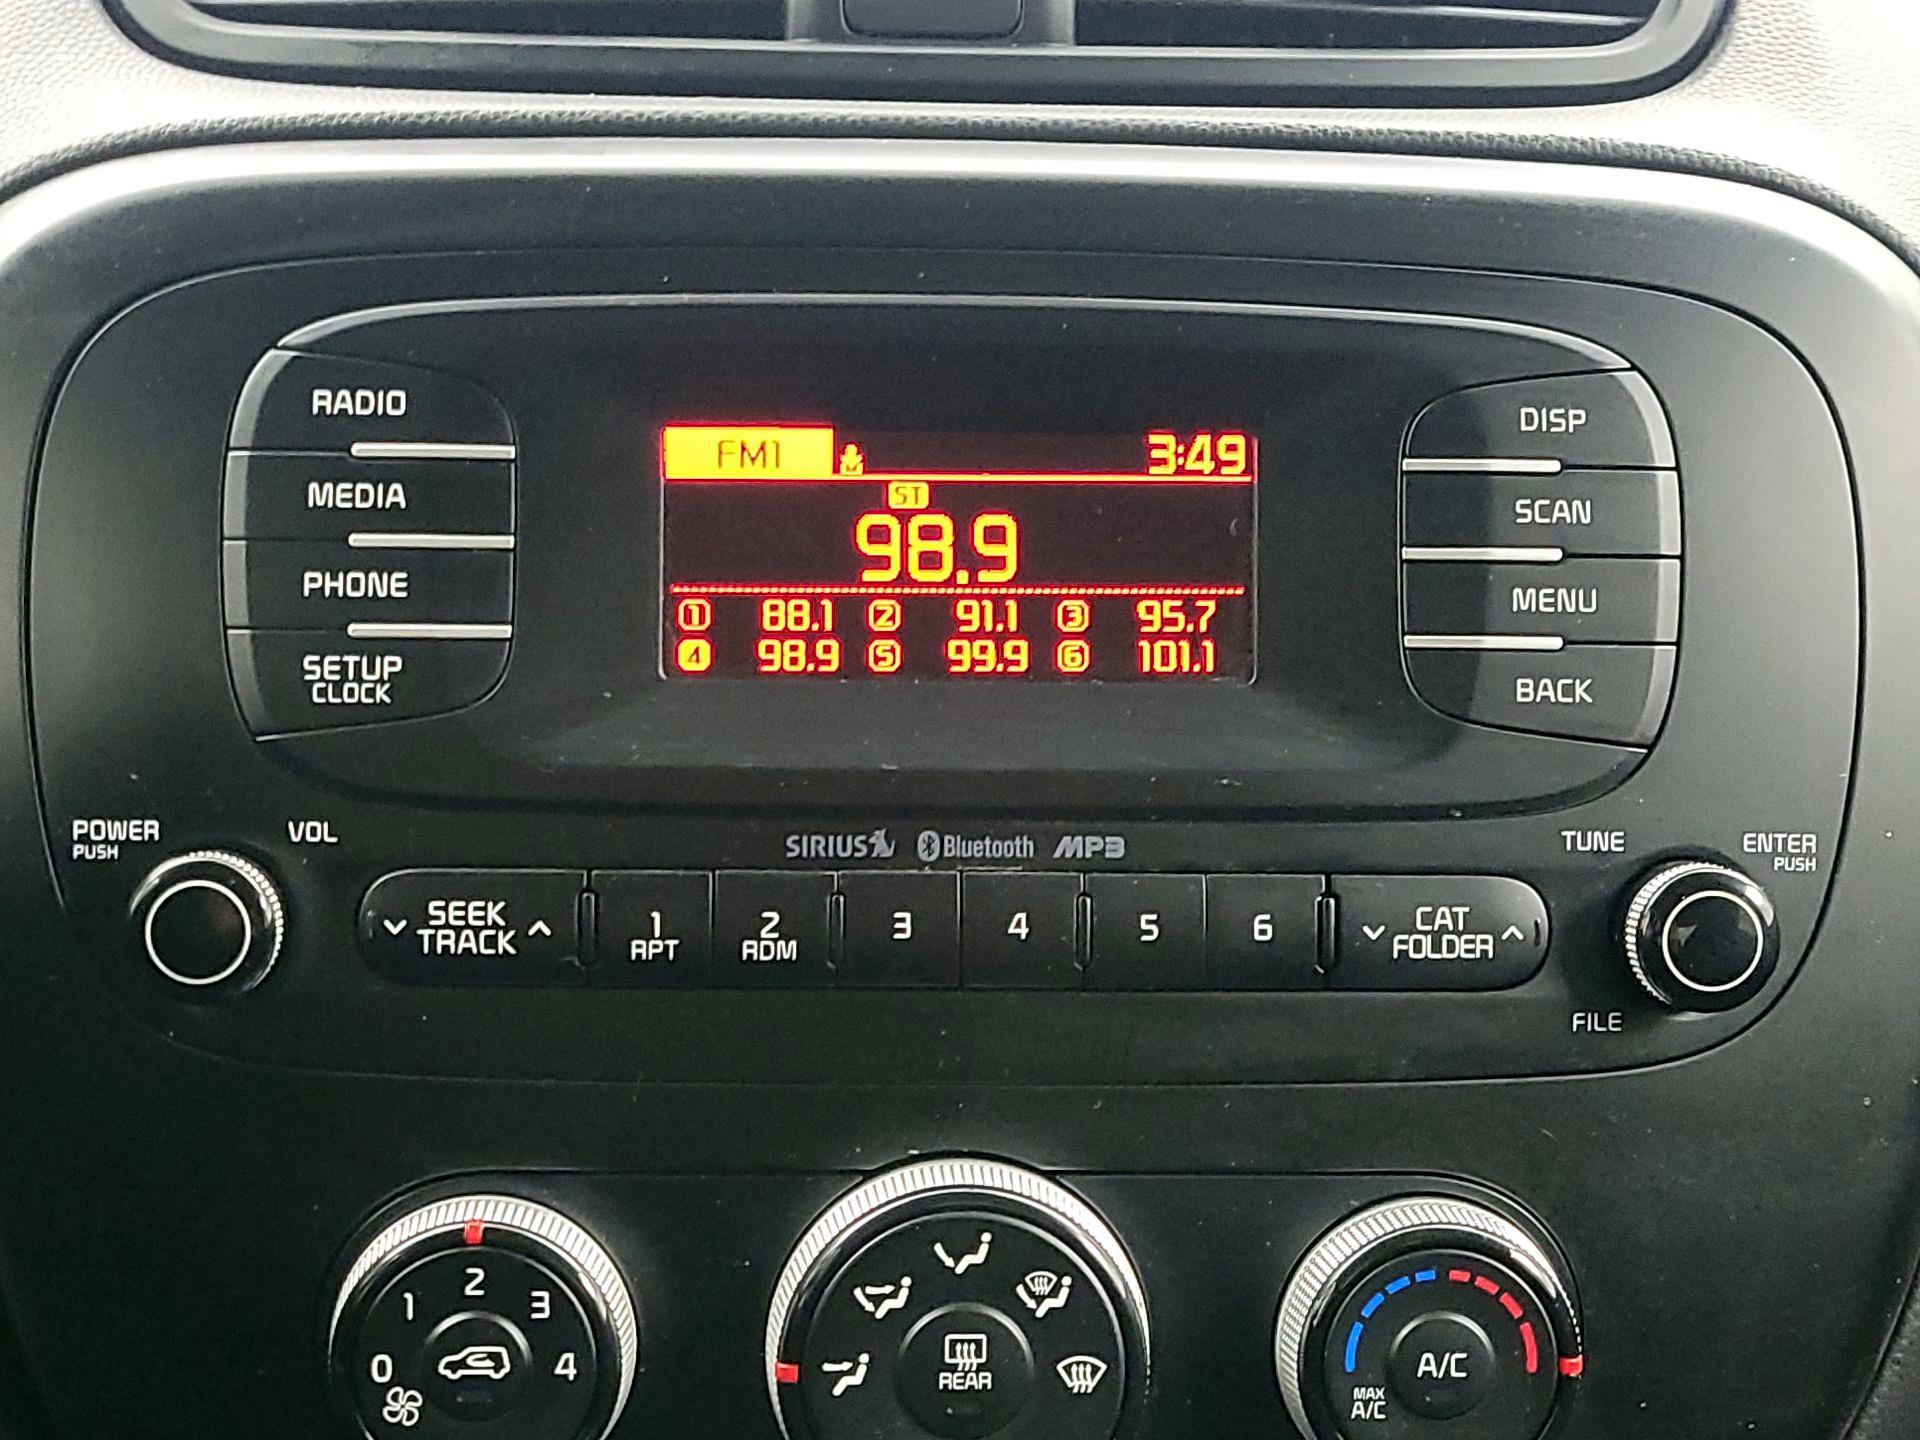 RADIO
MEDIA
PHONE
SETUP
CLOCK
FM1 3:49
ST
98.9
1 88.1 2 91.1 3 95.7
4 98.9 5 99.9 6 101.1
DISP
SCAN
MENU
BACK
POWER
PUSH
VOL
SIRIUS Bluetooth MP3
TUNE
ENTER
PUSH
FILE
SEEK
TRACK
1
RPT
2
RDM
3
4
5
6
CAT
FOLDER
0 1 2 3 4
REAR
A/C
MAX
A/C